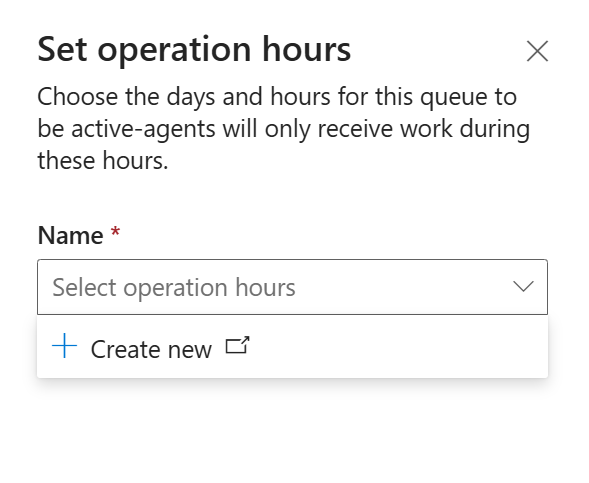 Set operation hours
Choose the days and hours for this queue to
be active-agents will only receive work during
these hours.
Name *
Select operation hours
Create new